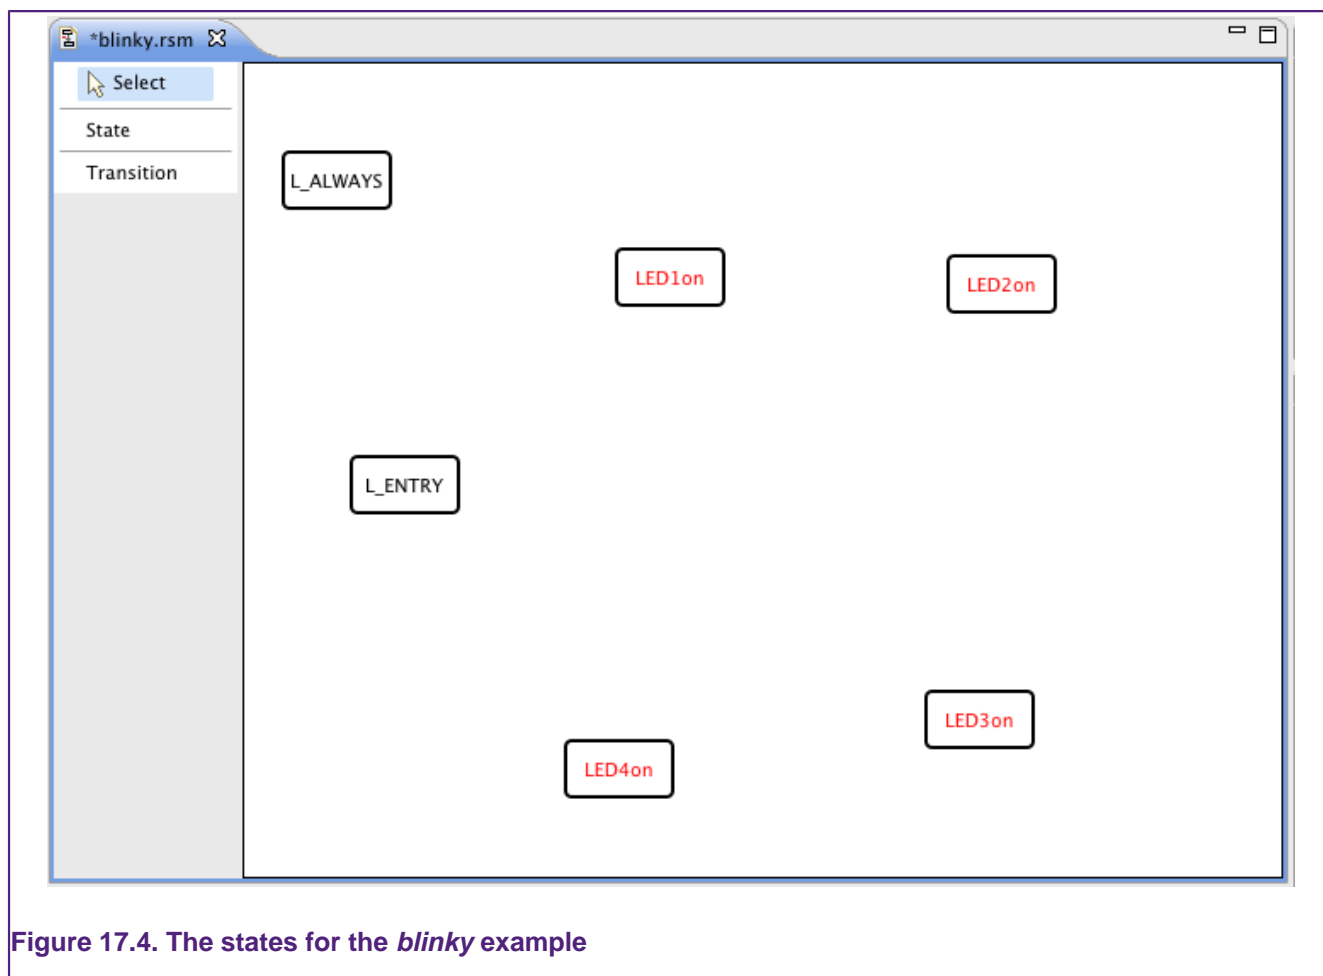 *blinky.rsm
Select
State
Transition
L_ALWAYS
LED1on
LED2on
L_ENTRY
LED3on
LED4on
Figure 17.4. The states for the blinky example